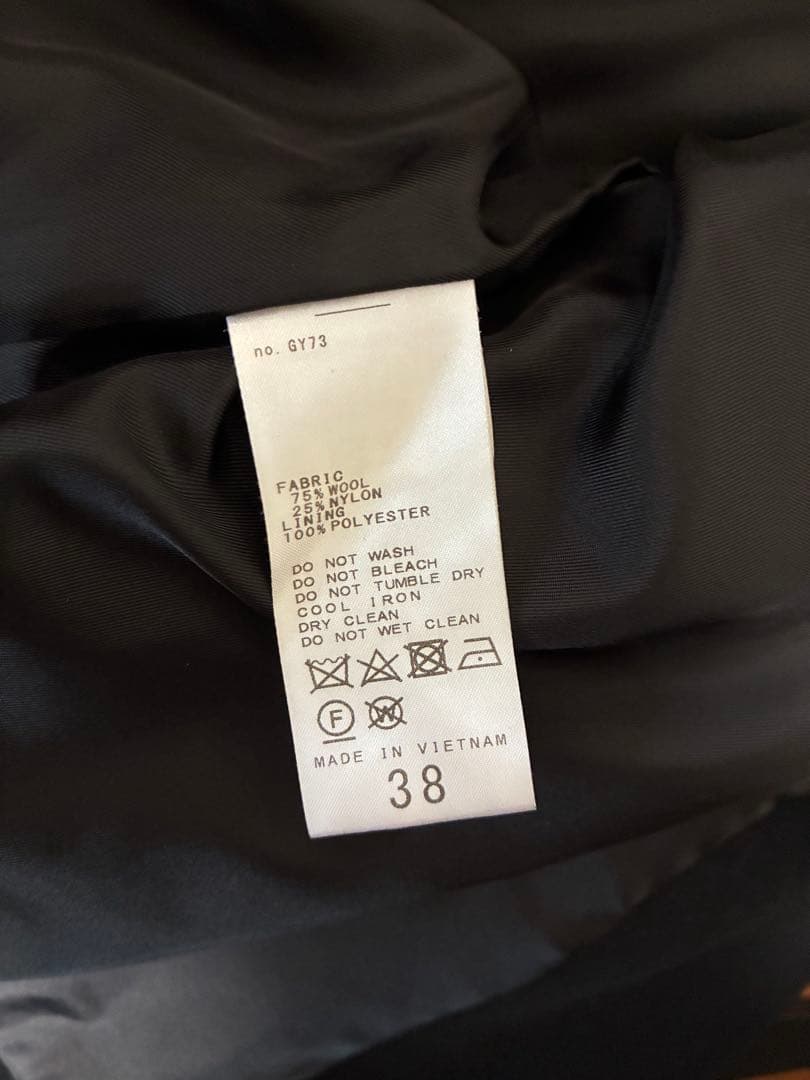 no. GY73
FABRIC
75% WOOL
25% NYLON
LINING
100% POLYESTER
DO NOT WASH
DO NOT BLEACH
DO NOT TUMBLE DRY
COOL IRON
DRY CLEAN
DO NOT WET CLEAN
F W
MADE IN VIETNAM
38